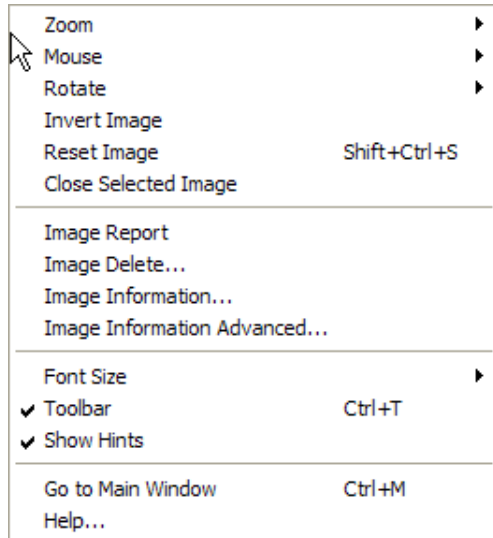 Zoom
Mouse
Rotate
Invert Image
Reset Image Shift+Ctrl+S
Close Selected Image
Image Report
Image Delete...
Image Information...
Image Information Advanced...
Font Size
Toolbar Ctrl+T
Show Hints
Go to Main Window Ctrl+M
Help...